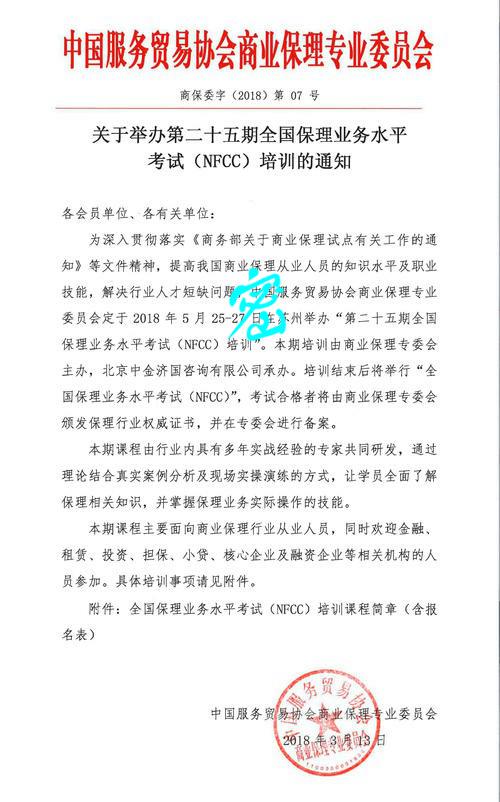 中国服务贸易协会商业保理专业委员会
商保委字（2018）第 07 号
关于举办第二十五期全国保理业务水平
考试（NFCC）培训的通知
各会员单位、各有关单位：
为深入贯彻落实《商务部关于商业保理试点有关工作的通
知》等文件精神，提高我国商业保理从业人员的知识水平及职业
技能，解决行业人才短缺问题，中国服务贸易协会商业保理专业
委员会定于 2018 年 5 月 25-27 日在苏州举办“第二十五期全国
保理业务水平考试（NFCC）培训”。本期培训由商业保理专委会
主办，北京中金济国咨询有限公司承办。培训结束后将举行“全
国保理业务水平考试（NFCC）”，考试合格者将由商业保理专委会
颁发保理行业权威证书，并在专委会进行备案。
本期课程由行业内具有多年实战经验的专家共同研发，通过
理论结合真实案例分析及现场实操演练的方式，让学员全面了解
保理相关知识，并掌握保理业务实际操作的技能。
本期课程主要面向商业保理行业从业人员，同时欢迎金融、
租赁、投资、担保、小贷、核心企业及融资企业等相关机构的人
员参加。具体培训事项请见附件。
附件：全国保理业务水平考试（NFCC）培训课程简章（含报
名表）
中国服务贸易协会商业保理专业委员会
2018 年 3 月 13 日
中国服务贸易协会
商业保理专业委员会